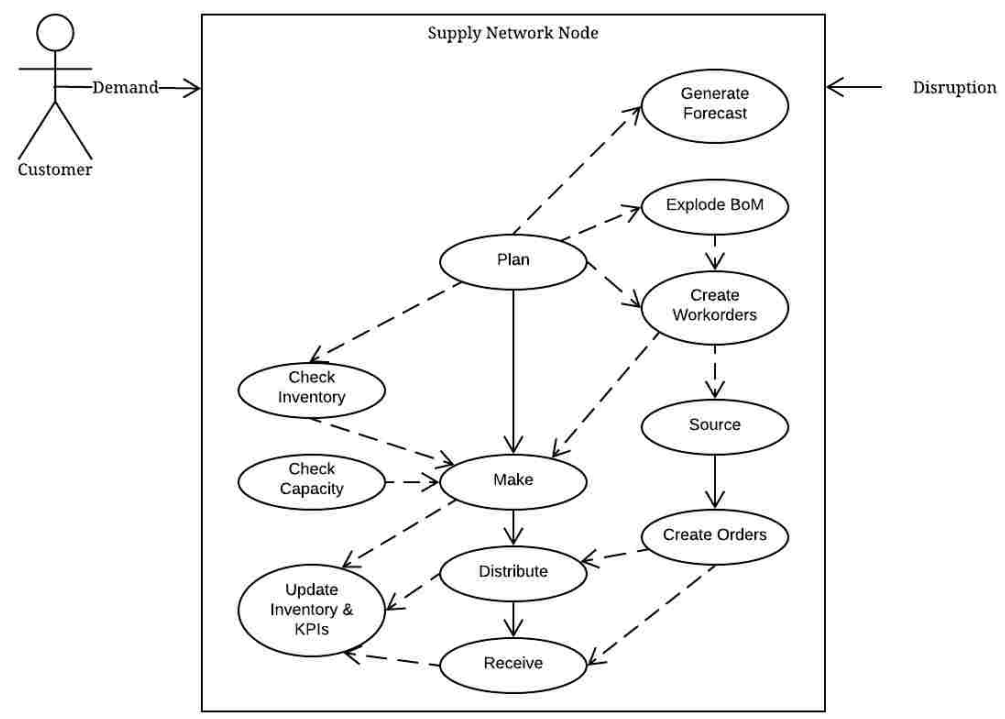 Supply Network Node
Demand
Disruption
Customer
Generate
Forecast
Explode BoM
Plan
Create
Workorders
Check
Inventory
Source
Check
Capacity
Make
Create Orders
Distribute
Update
Inventory &
KPIs
Receive